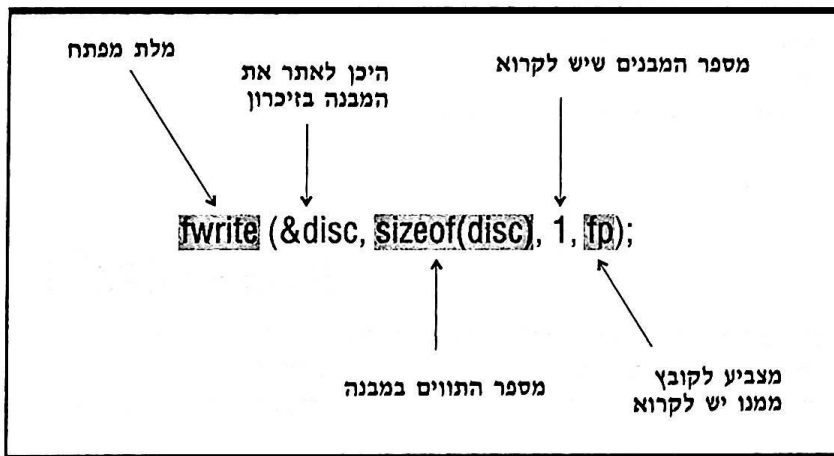 מלת מפתח
היכן לאתר את
המבנה בזיכרון
מספר המבנים שיש לקרוא
fwrite (&disc, sizeof(disc), 1, fp);
מספר התווים במבנה
מצביע לקובץ
ממנו יש לקרוא